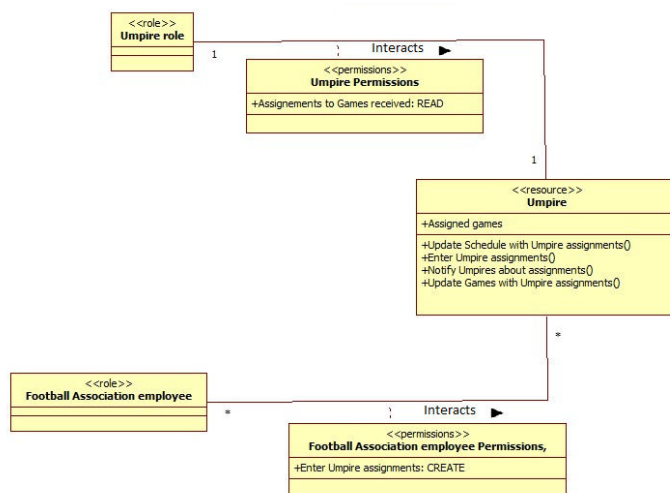 <<role>>
Umpire role
1
Interacts
<<permissions>>
Umpire Permissions
+Assignements to Games received: READ
1
<<resource>>
Umpire
+Assigned games
+Update Schedule with Umpire assignments()
+Enter Umpire assignments()
+Notify Umpires about assignments()
+Update Games with Umpire assignments()
*
<<role>>
Football Association employee
*
Interacts
<<permissions>>
Football Association employee Permissions,
+Enter Umpire assignments: CREATE